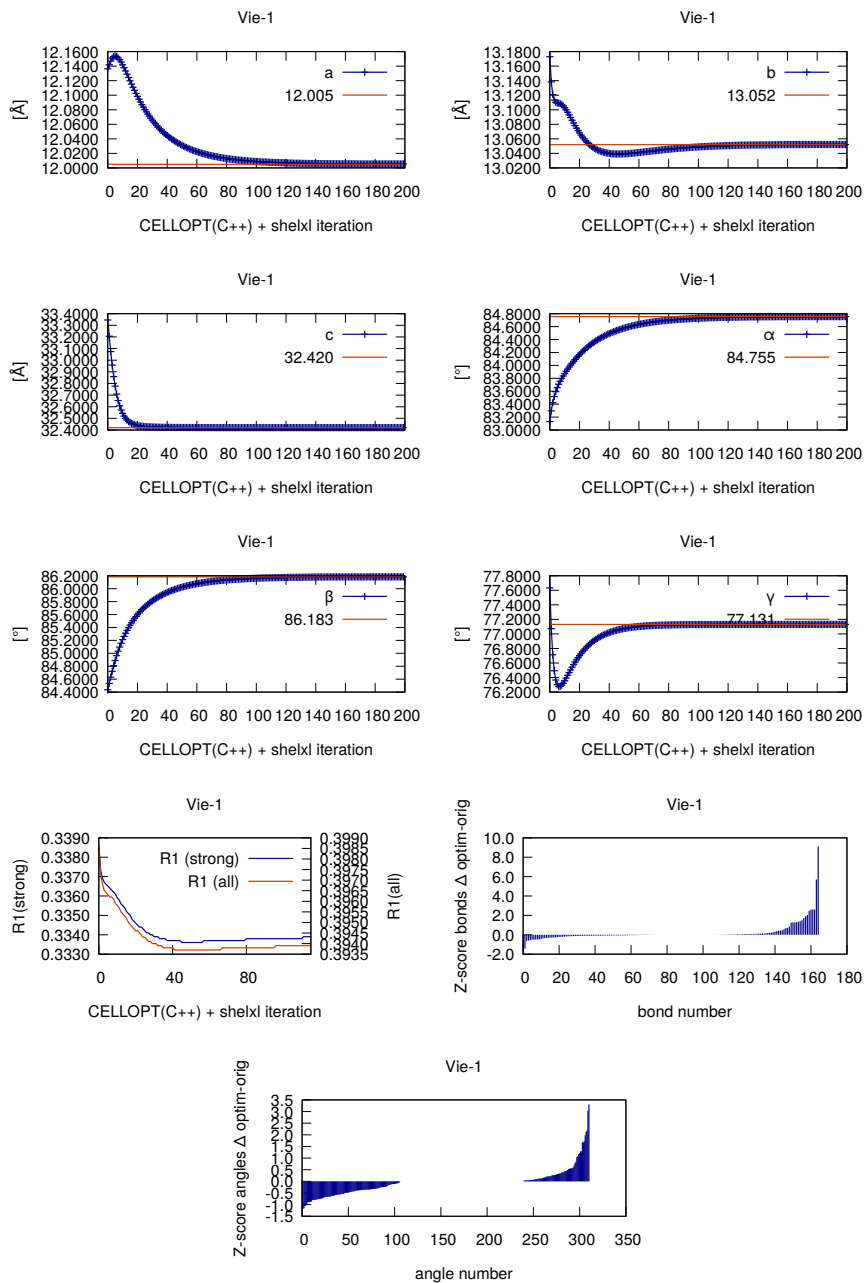 Vie-1
[Å]
12.1600
12.1400
12.1200
12.1000
12.0800
12.0600
12.0400
12.0200
12.0000
a
12.005
0 20 40 60 80 100 120 140 160 180 200
CELLOPT(C++) + shelxl iteration
Vie-1
[Å]
13.1800
13.1600
13.1400
13.1200
13.1000
13.0800
13.0600
13.0400
13.0200
b
13.052
0 20 40 60 80 100 120 140 160 180 200
CELLOPT(C++) + shelxl iteration
Vie-1
[Å]
33.4000
33.3000
33.2000
33.1000
33.0000
32.9000
32.8000
32.7000
32.6000
32.5000
32.4000
c
32.420
0 20 40 60 80 100 120 140 160 180 200
CELLOPT(C++) + shelxl iteration
Vie-1
[°]
84.8000
84.6000
84.4000
84.2000
84.0000
83.8000
83.6000
83.4000
83.2000
83.0000
α
84.755
0 20 40 60 80 100 120 140 160 180 200
CELLOPT(C++) + shelxl iteration
Vie-1
[°]
86.2000
86.0000
85.8000
85.6000
85.4000
85.2000
85.0000
84.8000
84.6000
84.4000
β
86.183
0 20 40 60 80 100 120 140 160 180 200
CELLOPT(C++) + shelxl iteration
Vie-1
[°]
77.8000
77.6000
77.4000
77.2000
77.0000
76.8000
76.6000
76.4000
76.2000
γ
77.131
0 20 40 60 80 100 120 140 160 180 200
CELLOPT(C++) + shelxl iteration
Vie-1
R1(strong)
0.3390
0.3380
0.3370
0.3360
0.3350
0.3340
0.3330
R1 (strong)
R1 (all)
0.3990
0.3985
0.3980
0.3975
0.3970
0.3965
0.3960
0.3955
0.3950
0.3945
0.3940
0.3935
R1(all)
0 40 80
CELLOPT(C++) + shelxl iteration
Vie-1
Z-score bonds Δ optim-orig
10.0
8.0
6.0
4.0
2.0
0.0
-2.0
0 20 40 60 80 100 120 140 160 180
bond number
Vie-1
Z-score angles Δ optim-orig
3.5
3.0
2.5
2.0
1.5
1.0
0.5
0.0
-0.5
-1.0
-1.5
0 50 100 150 200 250 300 350
angle number